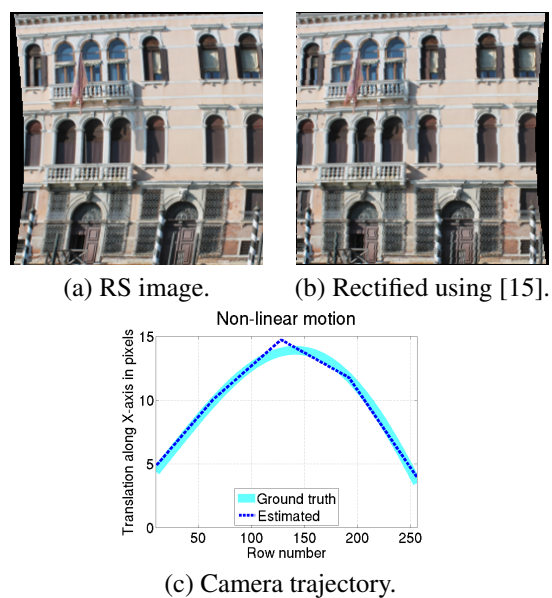 (a) RS image.
(b) Rectified using [15].
Non-linear motion
Translation along X-axis in pixels
15
10
5
0
50
100
150
200
250
Ground truth
Estimated
Row number
(c) Camera trajectory.